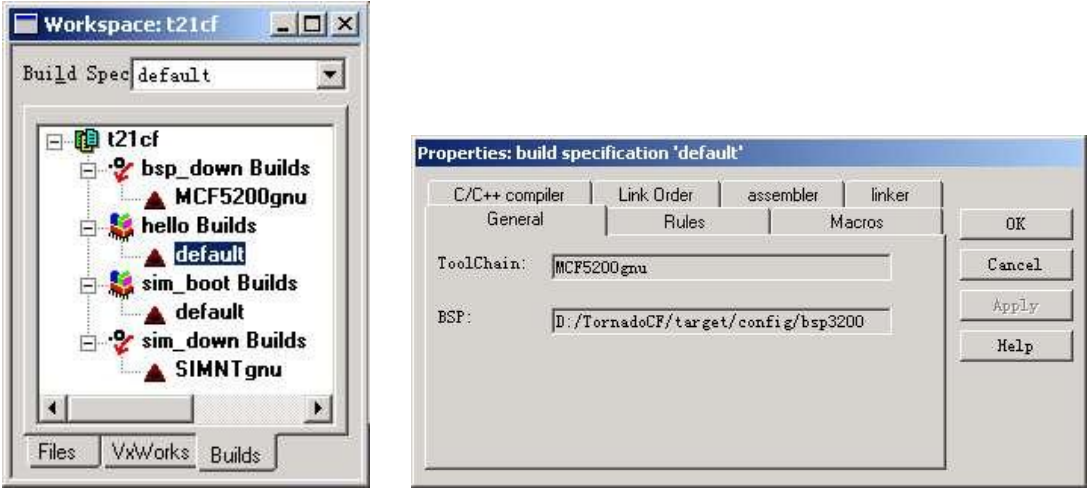 Workspace: t21cf
Build Spec default
t21cf
bsp_down Builds
MCF5200gnu
hello Builds
default
sim_boot Builds
default
sim_down Builds
SIMNTgnu
Files VxWorks Builds
Properties: build specification 'default'
C/C++ compiler Link Order assembler linker
General Rules Macros
ToolChain: MCF5200gnu
BSP: D:/TornadoCF/target/config/bsp3200
OK
Cancel
Apply
Help